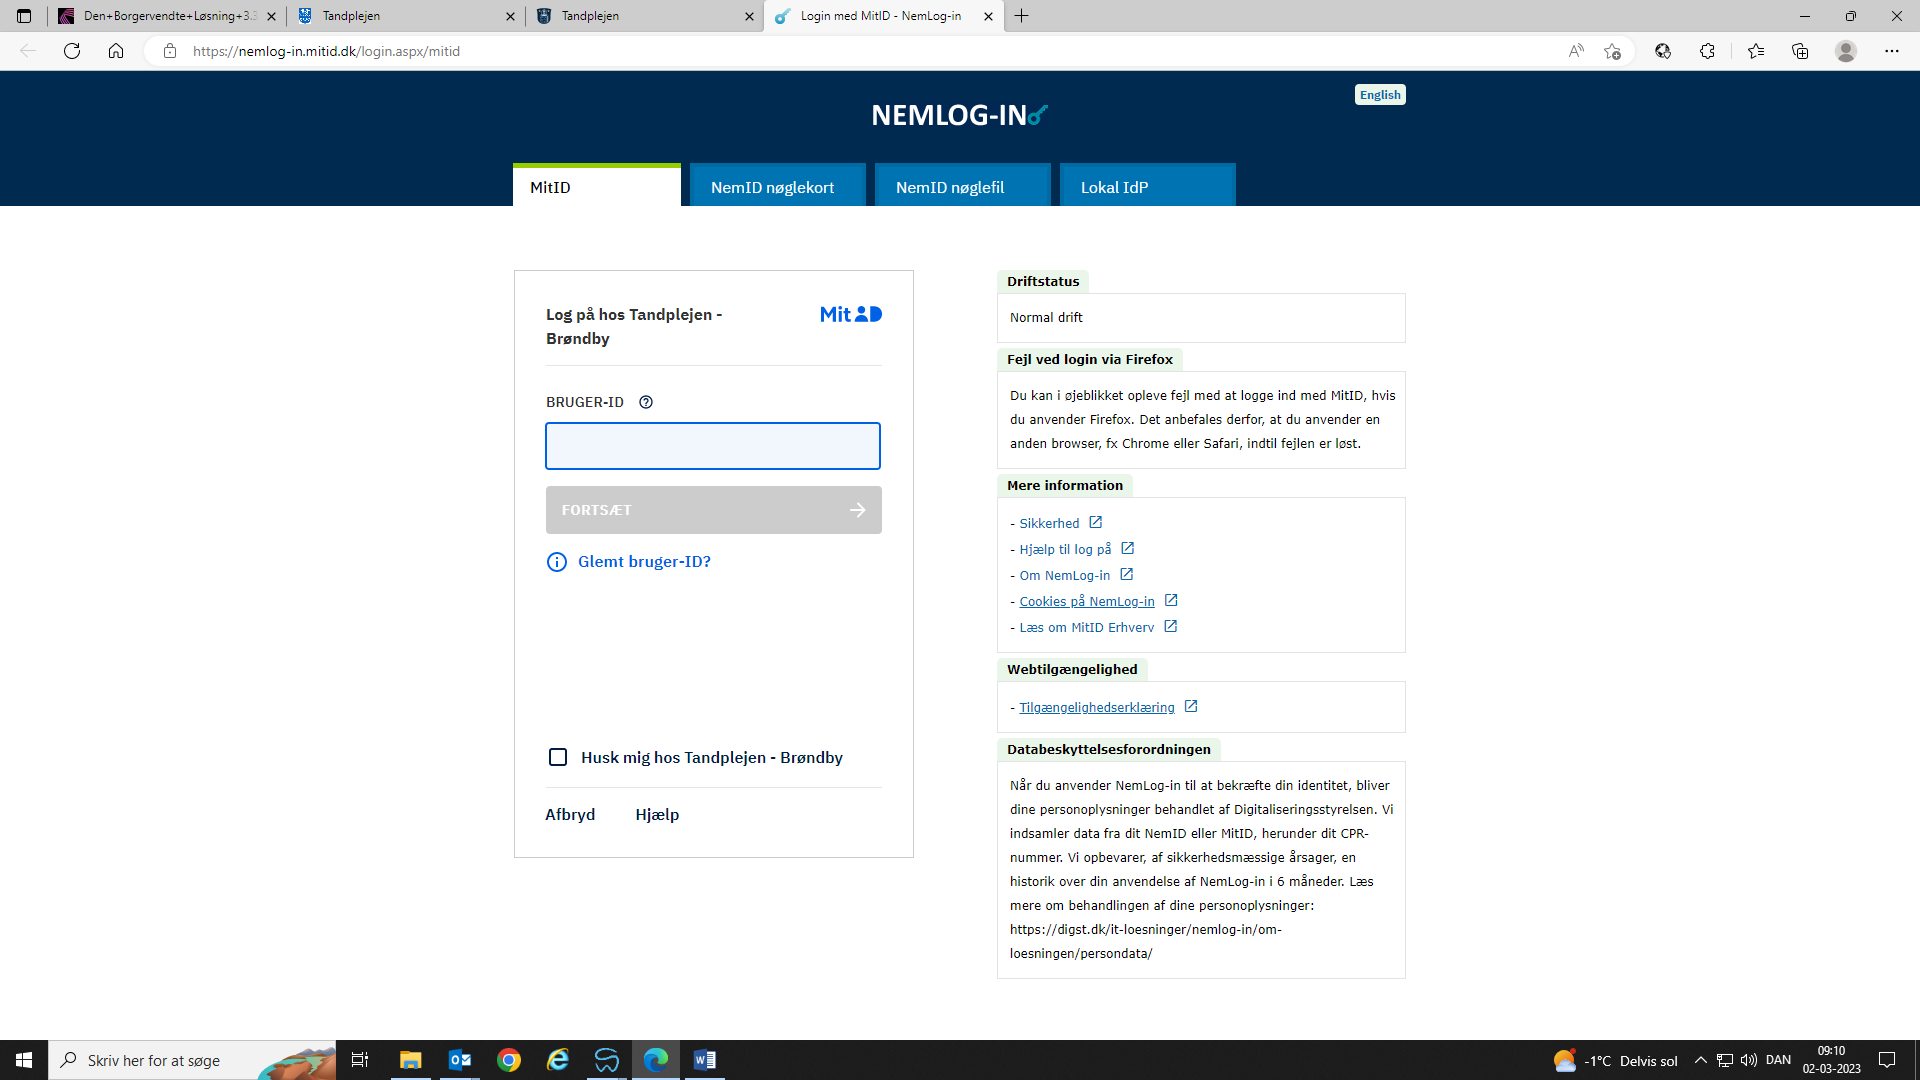 Den+Borgervendte+Løsning+3.3
Tandplejen
Tandplejen
Login med MitID - NemLog-in
https://nemlog-in.mitid.dk/login.aspx/mitid
English
NEMLOG-IN
MitID
NemID nøglekort
NemID nøglefil
Lokal IdP
Log på hos Tandplejen -
Brøndby
Mit
BRUGER-ID
FORTSÆT
Glemt bruger-ID?
Husk mig hos Tandplejen - Brøndby
Afbryd
Hjælp
Driftstatus
Normal drift
Fejl ved login via Firefox
Du kan i øjeblikket opleve fejl med at logge ind med MitID, hvis
du anvender Firefox. Det anbefales derfor, at du anvender en
anden browser, fx Chrome eller Safari, indtil fejlen er løst.
Mere information
- Sikkerhed
- Hjælp til log på
- Om NemLog-in
- Cookies på NemLog-in
- Læs om MitID Erhverv
Webtilgængelighed
- Tilgængelighedserklæring
Databeskyttelsesforordningen
Når du anvender NemLog-in til at bekræfte din identitet, bliver
dine personoplysninger behandlet af Digitaliseringsstyrelsen. Vi
indsamler data fra dit NemID eller MitID, herunder dit CPR-
nummer. Vi opbevarer, af sikkerhedsmæssige årsager, en
historik over din anvendelse af NemLog-in i 6 måneder. Læs
mere om behandlingen af dine personoplysninger:
https://digst.dk/it-loesninger/nemlog-in/om-
loesningen/persondata/
Skriv her for at søge
-1°C Delvis sol
DAN
09:10
02-03-2023